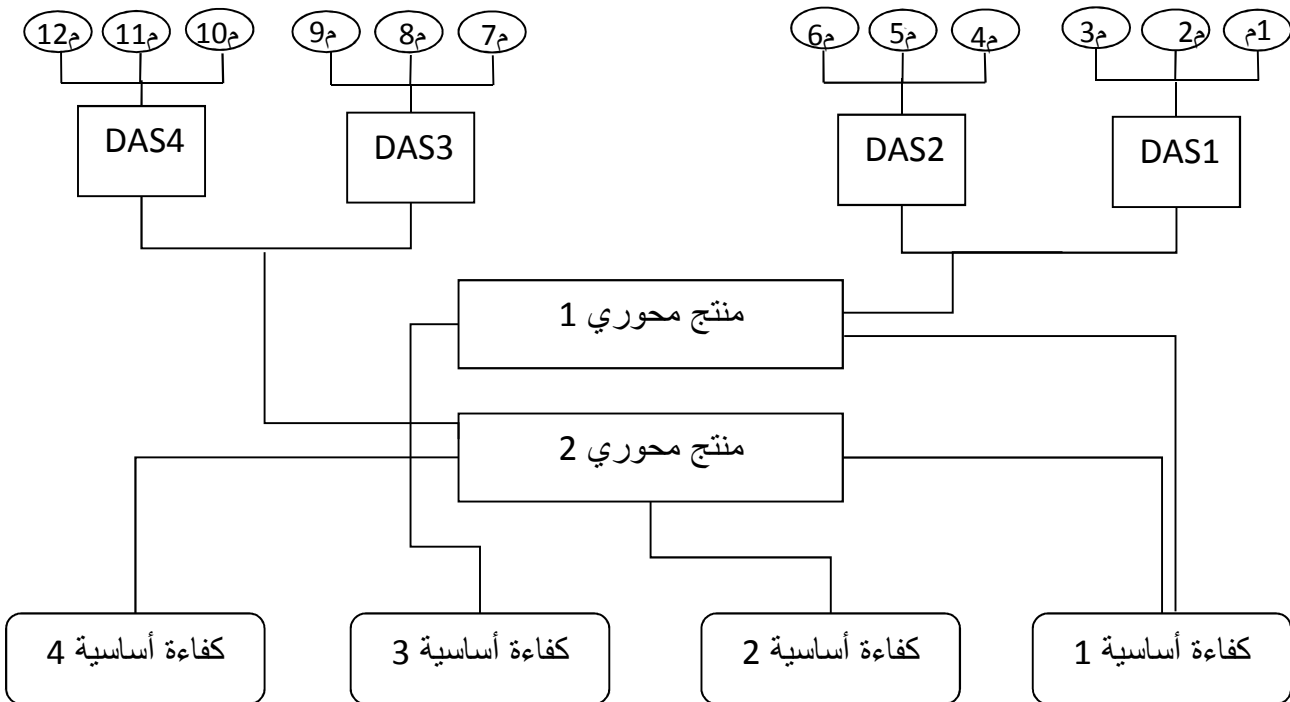 م1
م2
م3
م4
م5
م6
م7
م8
م9
م10
م11
م12
DAS1
DAS2
DAS3
DAS4
منتج محوري 1
منتج محوري 2
كفاءة أساسية 1
كفاءة أساسية 2
كفاءة أساسية 3
كفاءة أساسية 4